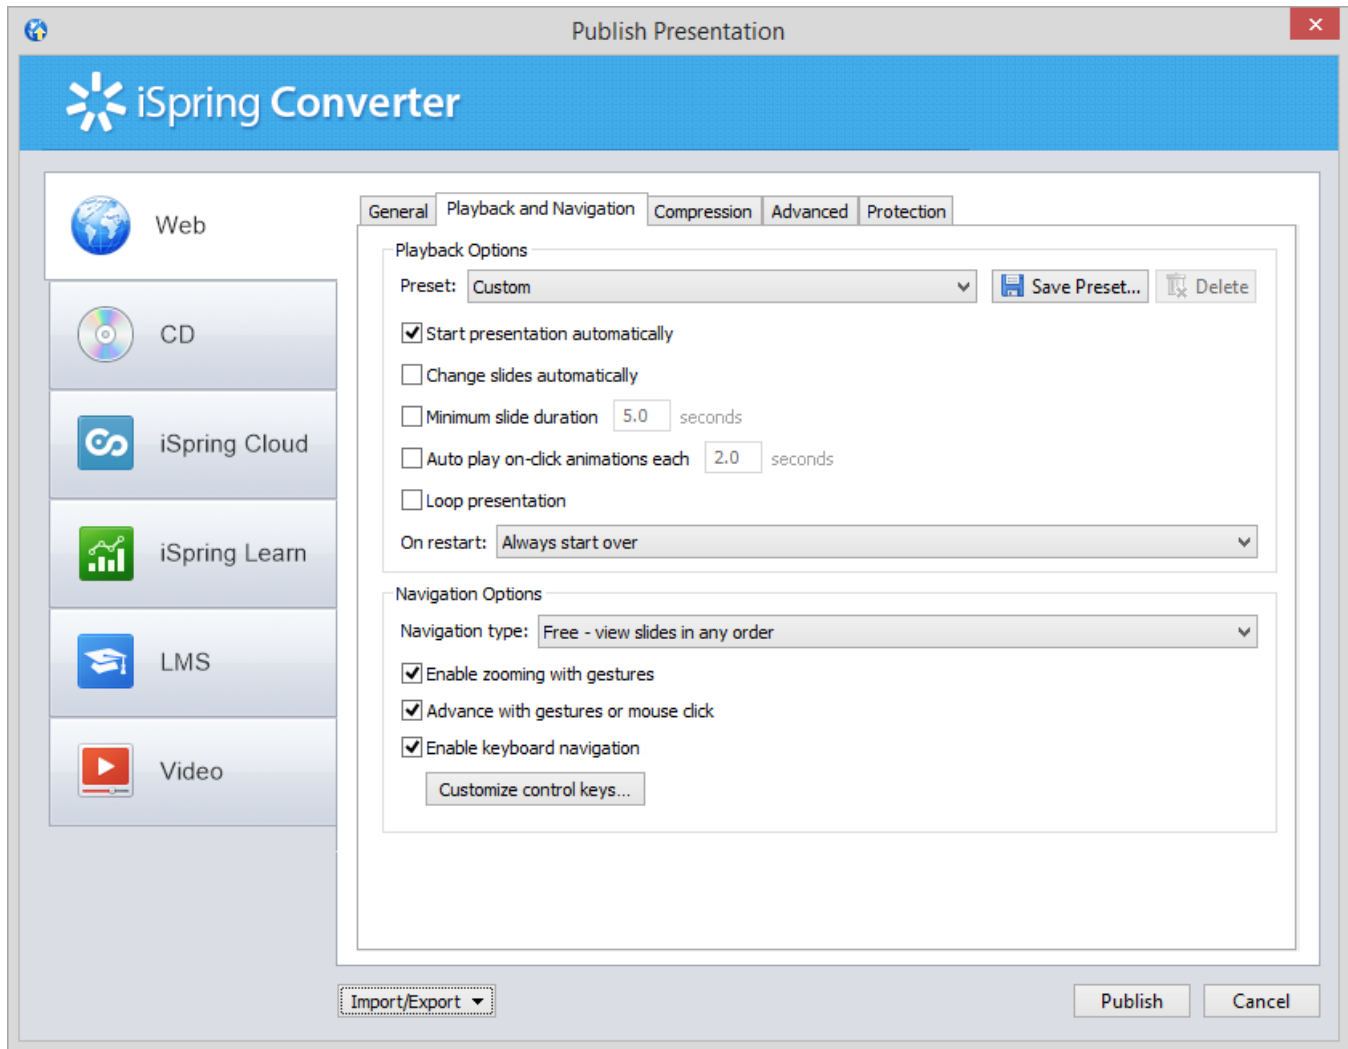 Publish Presentation
iSpring Converter
Web
CD
iSpring Cloud
iSpring Learn
LMS
Video
General Playback and Navigation Compression Advanced Protection
Playback Options
Preset: Custom Save Preset... Delete
Start presentation automatically
Change slides automatically
Minimum slide duration 5.0 seconds
Auto play on-click animations each 2.0 seconds
Loop presentation
On restart: Always start over
Navigation Options
Navigation type: Free - view slides in any order
Enable zooming with gestures
Advance with gestures or mouse click
Enable keyboard navigation
Customize control keys...
Import/Export Publish Cancel